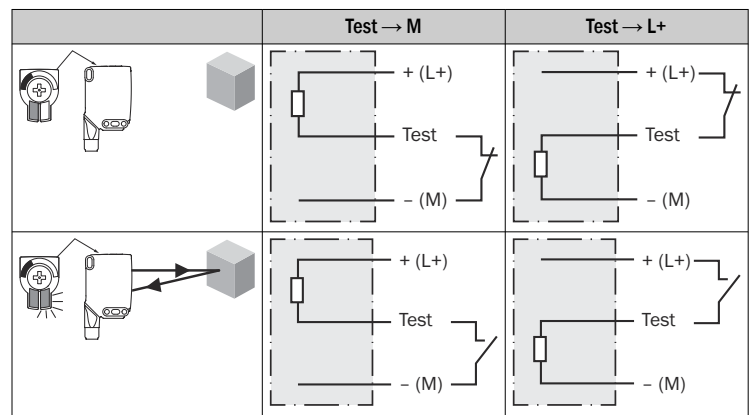 Test → M
Test → L+
+ (L+)
Test
– (M)
+ (L+)
Test
– (M)
+ (L+)
Test
– (M)
+ (L+)
Test
– (M)